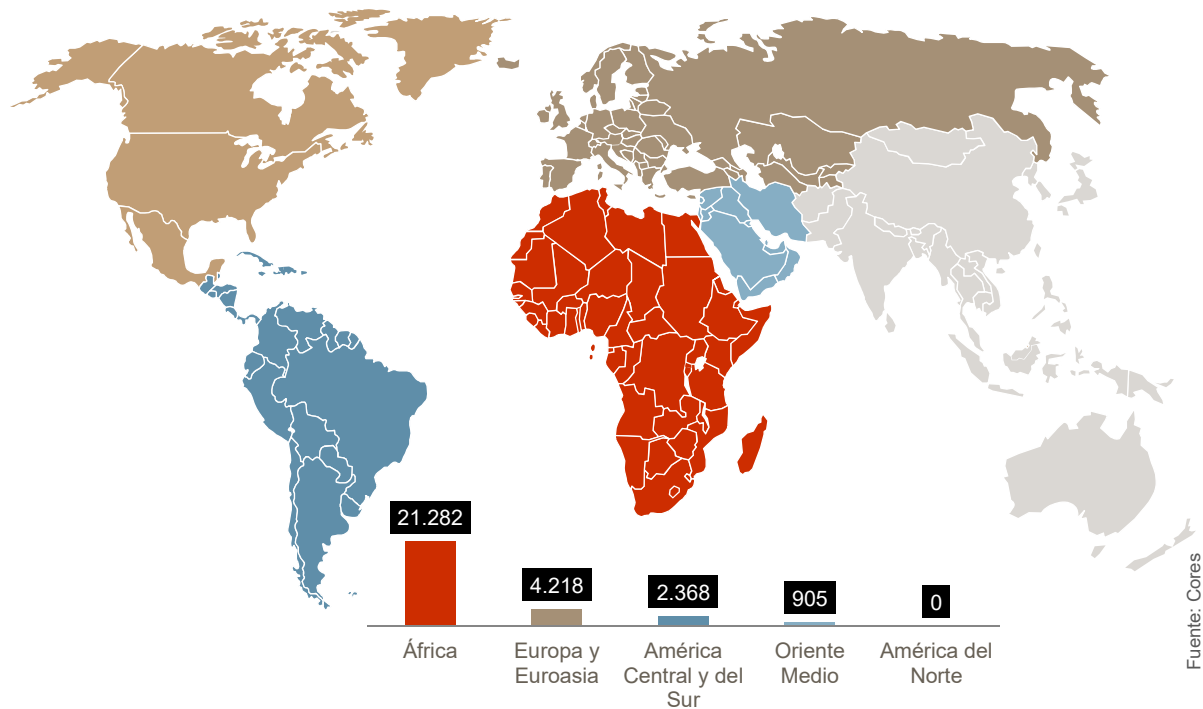 21.282
4.218
2.368
905
0
África
Europa y
Euroasia
América
Central y del
Sur
Oriente
Medio
América del
Norte
Fuente: Cores